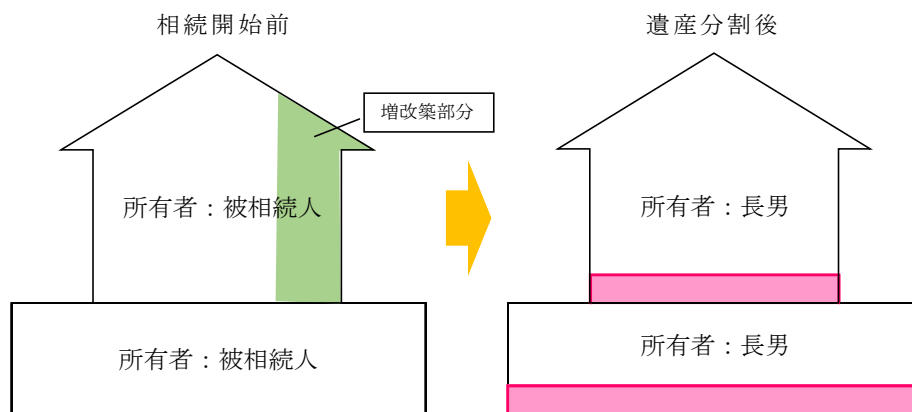 相続開始前
遺産分割後
増改築部分
所有者：被相続人
所有者：長男
所有者：被相続人
所有者：長男